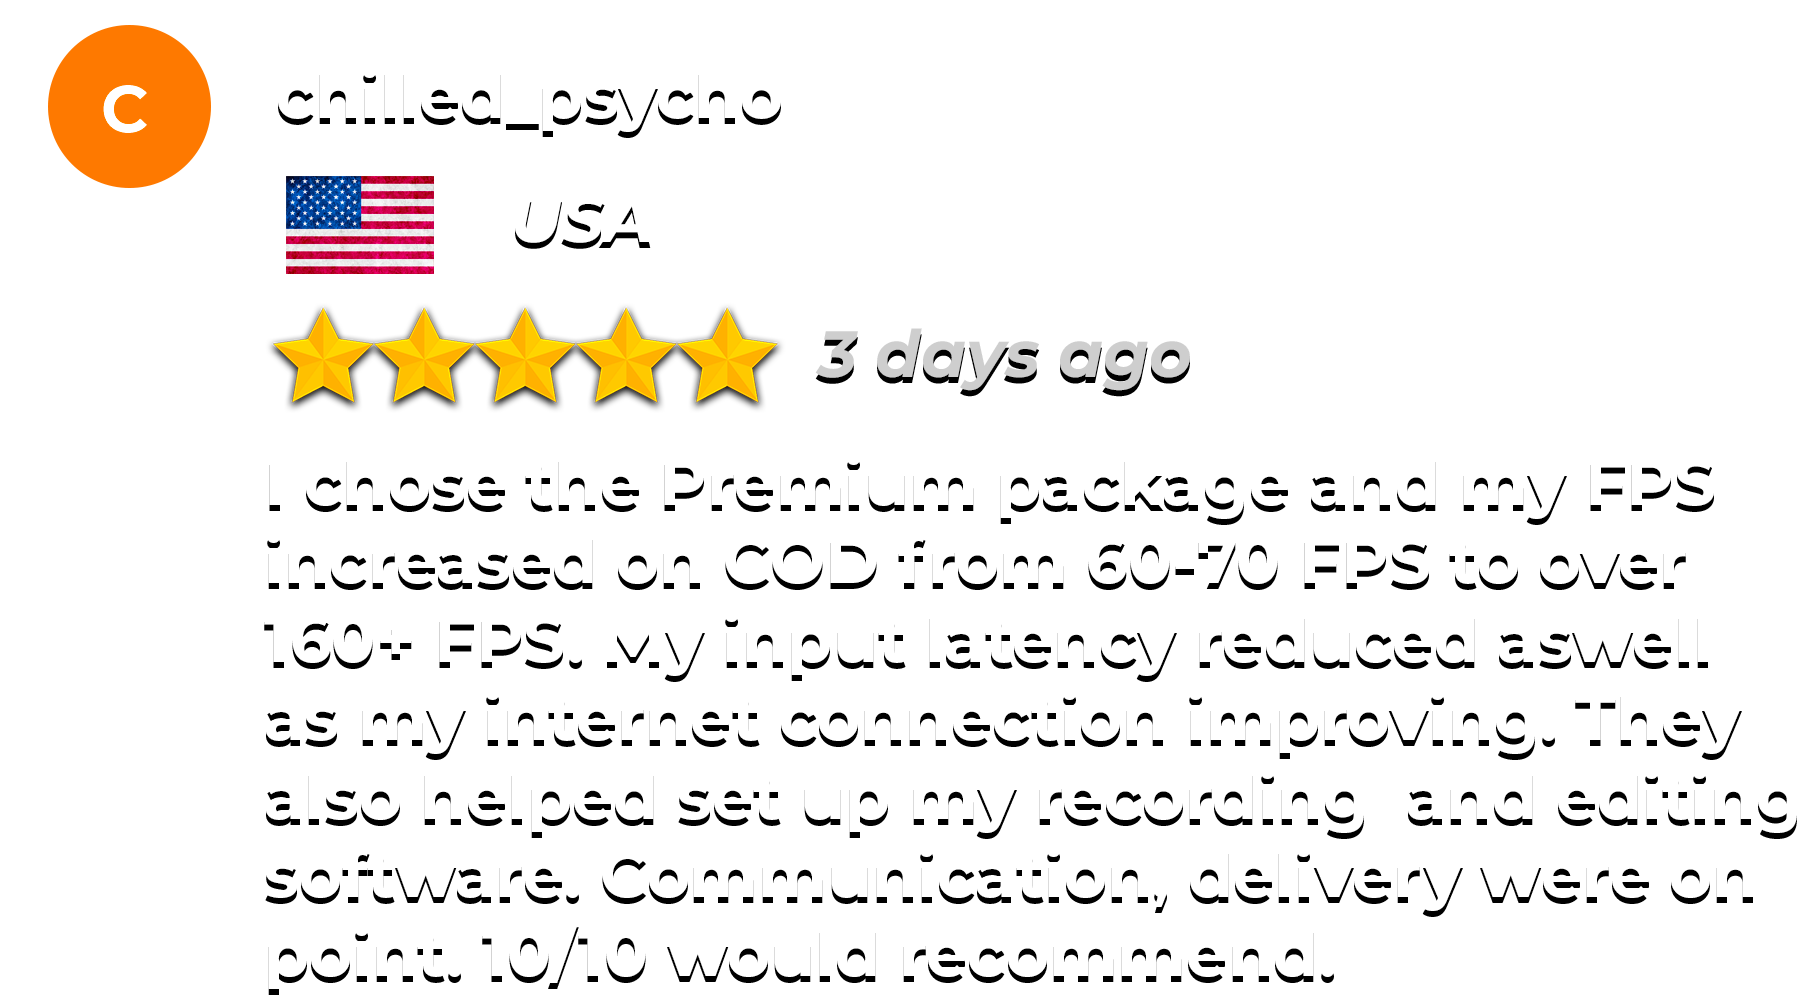 C
chilled_psycho
USA
3 days ago
I chose the Premium package and my FPS
increased on COD from 60-70 FPS to over
160+ FPS. My input latency reduced aswell
as my internet connection improving. They
also helped set up my recording  and editing
software. Communication, delivery were on
point. 10/10 would recommend.